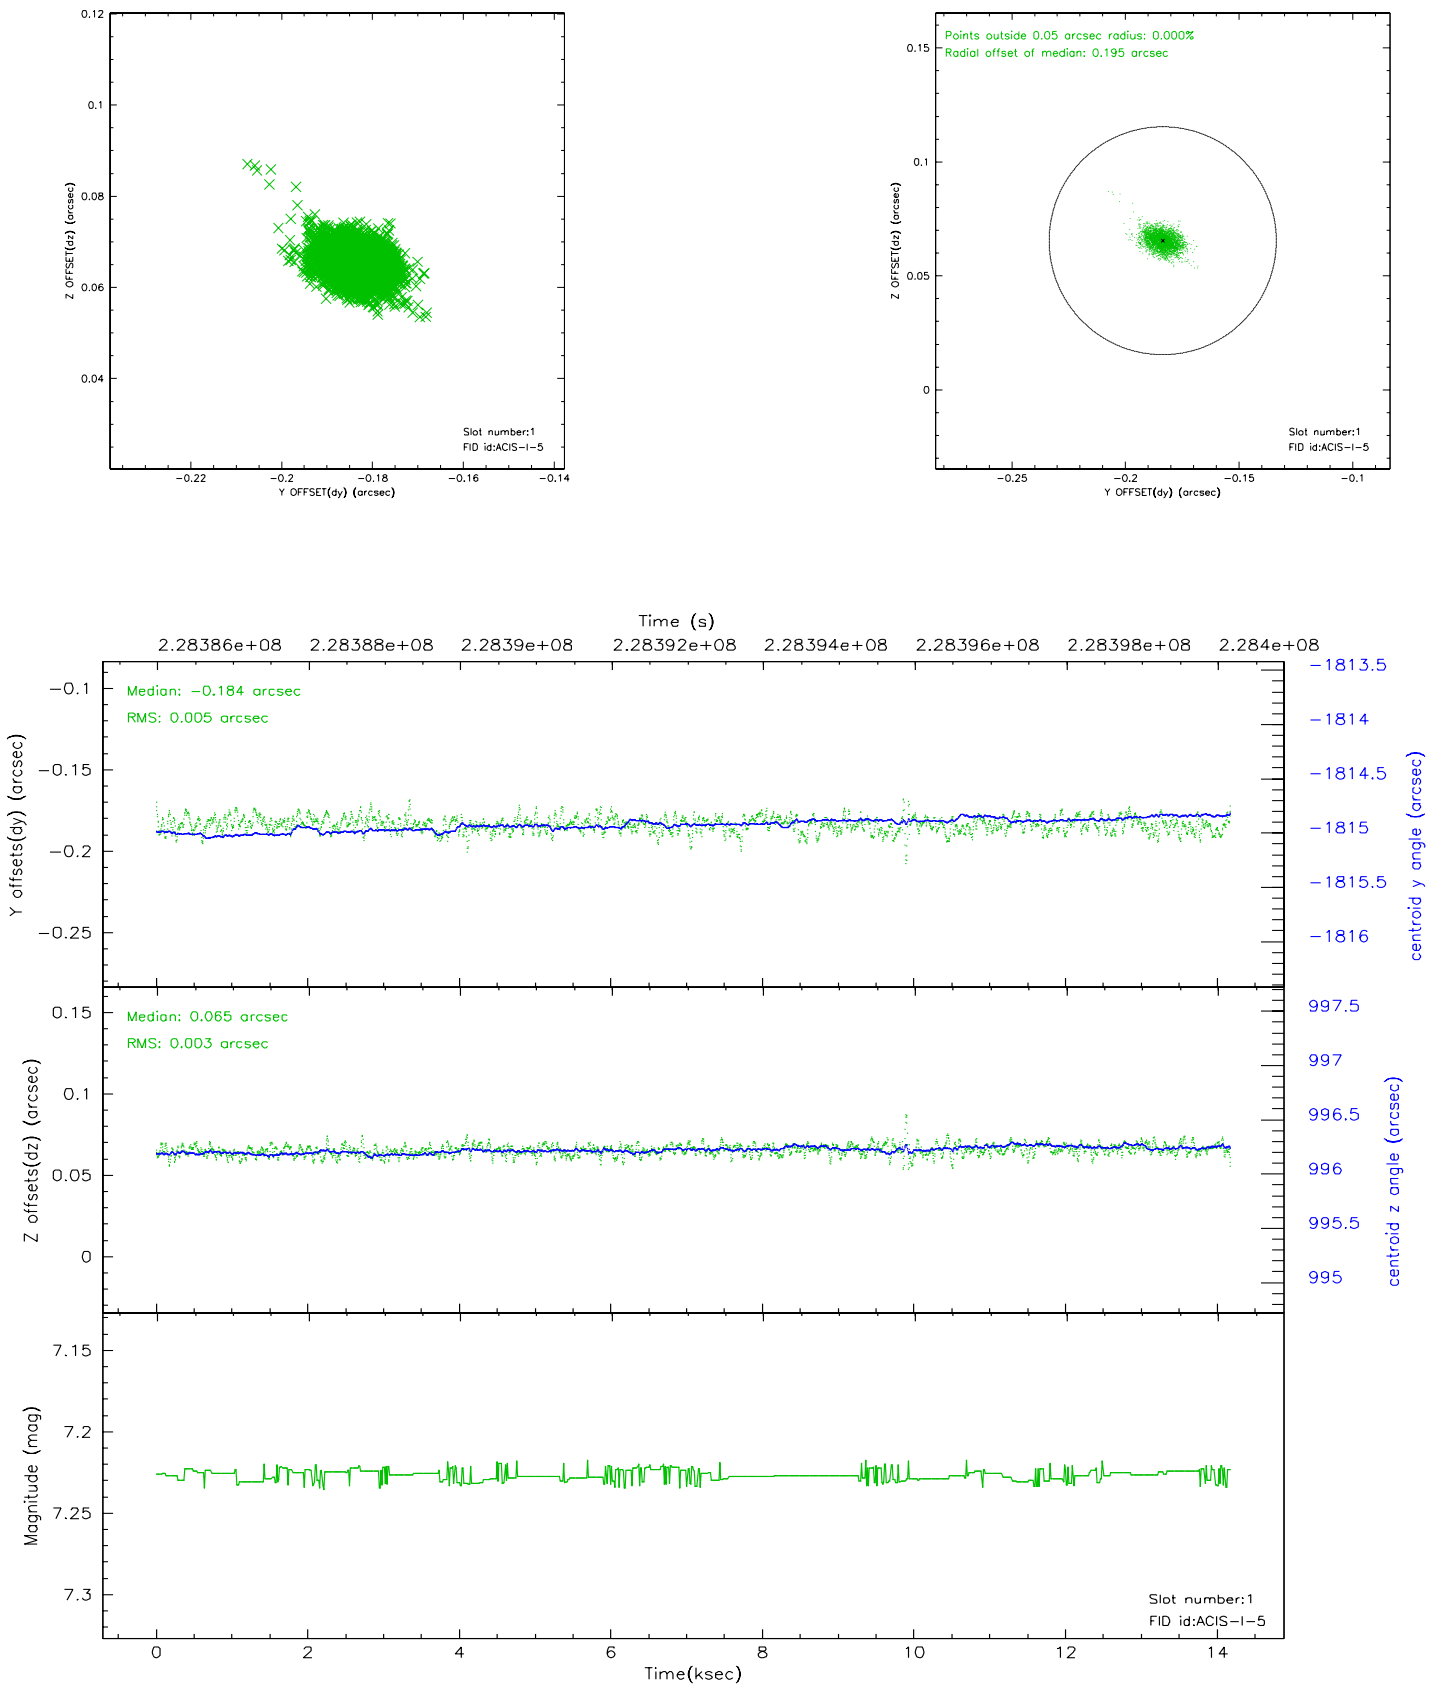 0.12
0.1
0.08
0.06
0.04
Z OFFSET(dz) (arcsec)
Slot number:1
FID id:ACIS-I-5
-0.22 -0.2 -0.18 -0.16 -0.14
Y OFFSET(dy) (arcsec)
Points outside 0.05 arcsec radius: 0.000%
Radial offset of median: 0.195 arcsec
0.15
0.1
0.05
0
Z OFFSET(dz) (arcsec)
Slot number:1
FID id:ACIS-I-5
-0.25 -0.2 -0.15 -0.1
Y OFFSET(dy) (arcsec)
Time (s)
2.28386e+08 2.28388e+08 2.2839e+08 2.28392e+08 2.28394e+08 2.28396e+08 2.28398e+08 2.284e+08
Median: -0.184 arcsec
RMS: 0.005 arcsec
-0.1
-0.15
-0.2
-0.25
Y offsets(dy) (arcsec)
-1813.5
-1814
-1814.5
-1815
-1815.5
-1816
centroid y angle (arcsec)
Median: 0.065 arcsec
RMS: 0.003 arcsec
0.15
0.1
0.05
0
Z offsets(dz) (arcsec)
997.5
997
996.5
996
995.5
995
centroid z angle (arcsec)
7.15
7.2
7.25
7.3
Magnitude (mag)
Slot number:1
FID id:ACIS-I-5
0 2 4 6 8 10 12 14
Time(ksec)